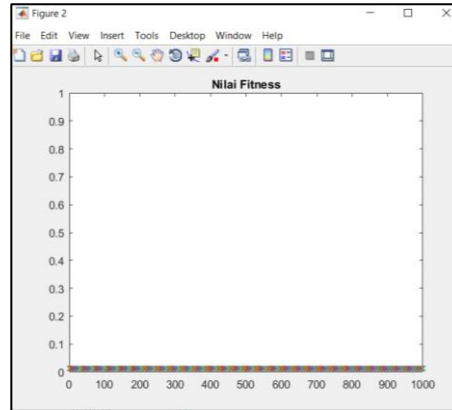 Figure 2
File Edit View Insert Tools Desktop Window Help
Nilai Fitness
1
0.9
0.8
0.7
0.6
0.5
0.4
0.3
0.2
0.1
0
0 100 200 300 400 500 600 700 800 900 1000